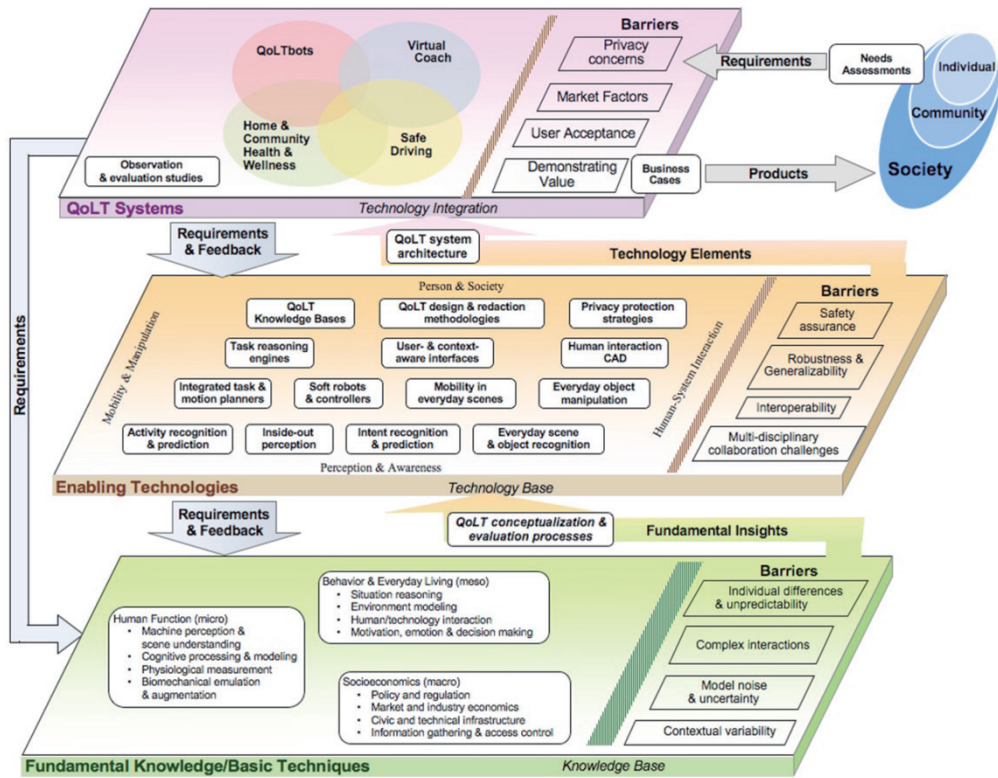 Barriers
QoLTbots
Virtual
Coach
Privacy
concerns
Requirements
Needs
Assessments
Individual
Market Factors
Community
Home &
Community
Health &
Wellness
Safe
Driving
User Acceptance
Observation
& evaluation studies
Demonstrating
Value
Business
Cases
Products
Society
QoLT Systems
Technology Integration
Requirements
& Feedback
QoLT system
architecture
Technology Elements
Requirements
Person & Society
Barriers
QoLT
Knowledge Bases
QoLT design & redaction
methodologies
Privacy protection
strategies
Safety
assurance
Mobility & Manipulation
Task reasoning
engines
User- & context-
aware interfaces
Human interaction
CAD
Human-System Interaction
Robustness &
Generalizability
Integrated task &
motion planners
Soft robots
& controllers
Mobility in
everyday scenes
Everyday object
manipulation
Interoperability
Activity recognition
& prediction
Inside-out
perception
Intent recognition
& prediction
Everyday scene
& object recognition
Multi-disciplinary
collaboration challenges
Perception & Awareness
Enabling Technologies
Technology Base
Requirements
& Feedback
QoLT conceptualization &
evaluation processes
Fundamental Insights
Barriers
Behavior & Everyday Living (meso)
• Situation reasoning
• Environment modeling
• Human/technology interaction
• Motivation, emotion & decision making
Individual differences
& unpredictability
Human Function (micro)
• Machine perception &
scene understanding
• Cognitive processing & modeling
• Physiological measurement
• Biomechanical emulation
& augmentation
Complex interactions
Socioeconomics (macro)
• Policy and regulation
• Market and industry economics
• Civic and technical infrastructure
• Information gathering & access control
Model noise
& uncertainty
Contextual variability
Fundamental Knowledge/Basic Techniques
Knowledge Base